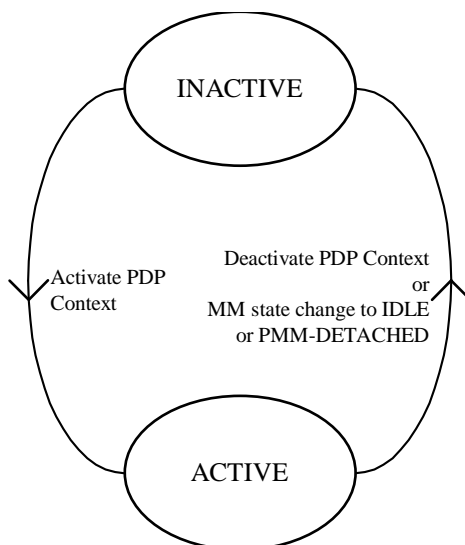 INACTIVE
Activate PDP
Context
Deactivate PDP Context
or
MM state change to IDLE
or PMM-DETACHED
ACTIVE